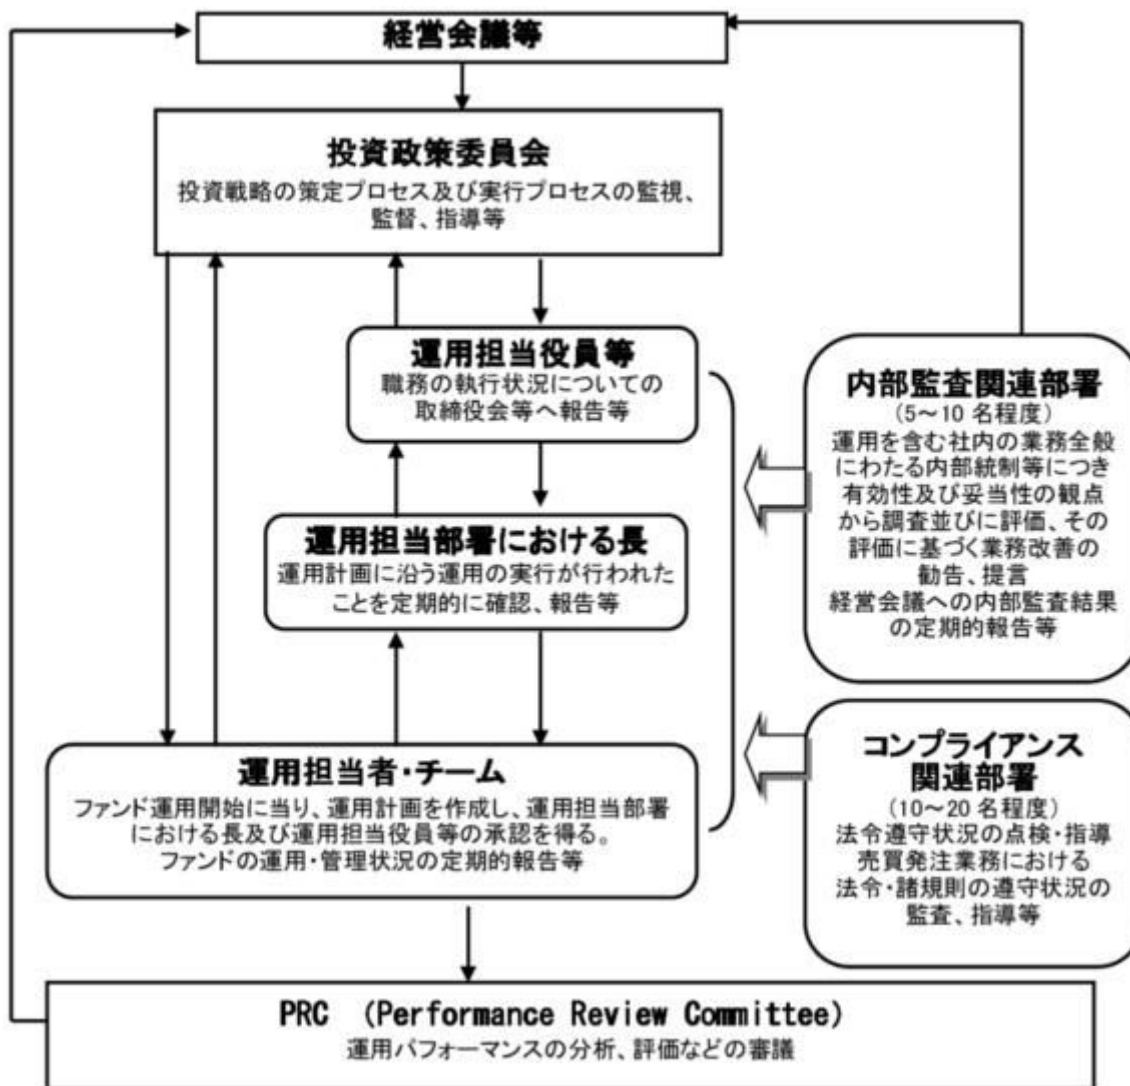 経営会議等
投資政策委員会
投資戦略の策定プロセス及び実行プロセスの監視、
監督、指導等
運用担当役員等
職務の執行状況についての
取締役会等へ報告等
運用担当部署における長
運用計画に沿う運用の実行が行われた
ことを定期的に確認、報告等
運用担当者・チーム
ファンド運用開始に当り、運用計画を作成し、運用担当部署
における長及び運用担当役員等の承認を得る。
ファンドの運用・管理状況の定期的報告等
内部監査関連部署
(5～10 名程度)
運用を含む社内の業務全般
にわたる内部統制等につき
有効性及び妥当性の観点
から調査並びに評価、その
評価に基づく業務改善の
勧告、提言
経営会議への内部監査結果
の定期的報告等
コンプライアンス
関連部署
(10～20 名程度)
法令遵守状況の点検・指導
売買発注業務における
法令・諸規則の遵守状況の
監査、指導等
PRC (Performance Review Committee)
運用パフォーマンスの分析、評価などの審議